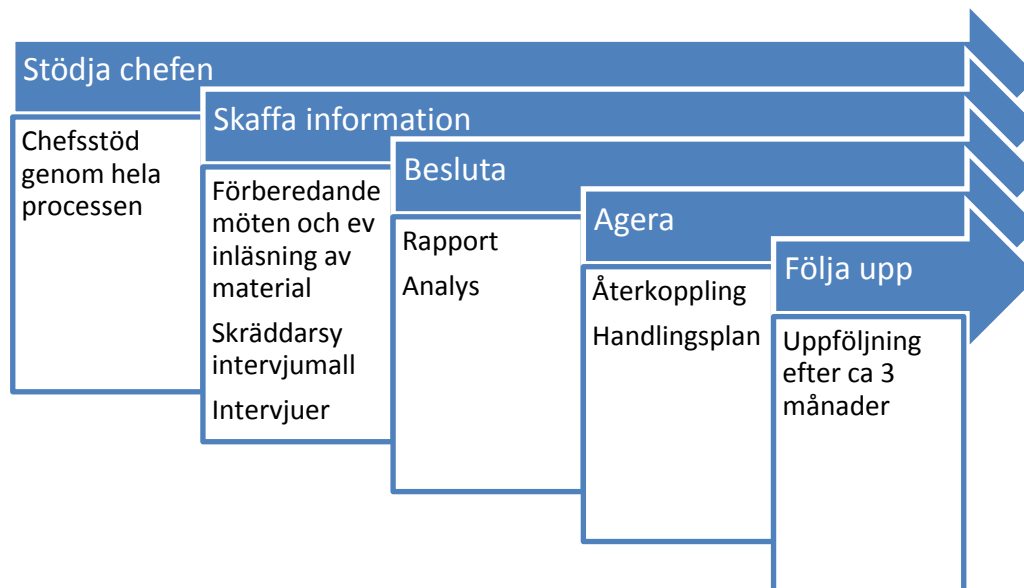 Stödja chefen
Chefsstöd
genom hela
processen
Skaffa information
Förberedande
möten och ev
inläsning av
material
Skräddarsy
intervjumall
Intervjuer
Besluta
Rapport
Analys
Agera
Återkoppling
Handlingsplan
Följa upp
Uppföljning
efter ca 3
månader